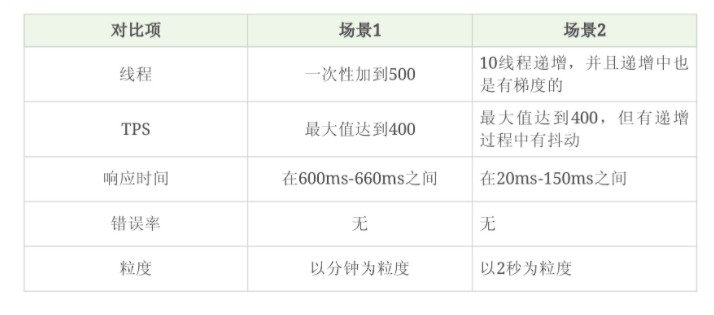 对比项 场景1 场景2
线程 一次性加到500 10线程递增，并且递增中也
是有梯度的
TPS 最大值达到400 最大值达到400，但有递增
过程中有抖动
响应时间 在600ms-660ms之间 在20ms-150ms之间
错误率 无 无
粒度 以分钟为粒度 以2秒为粒度